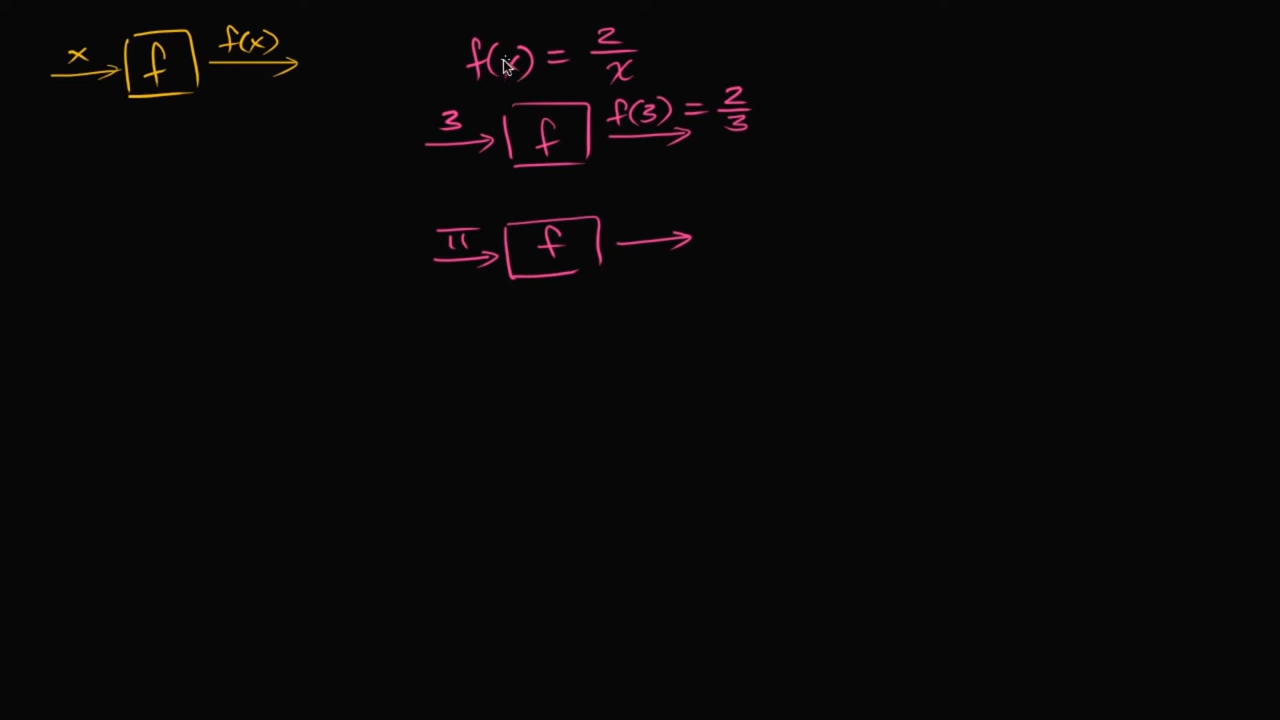 x f f(x)
f(x) = 2/x
3 f f(3) = 2/3
π f